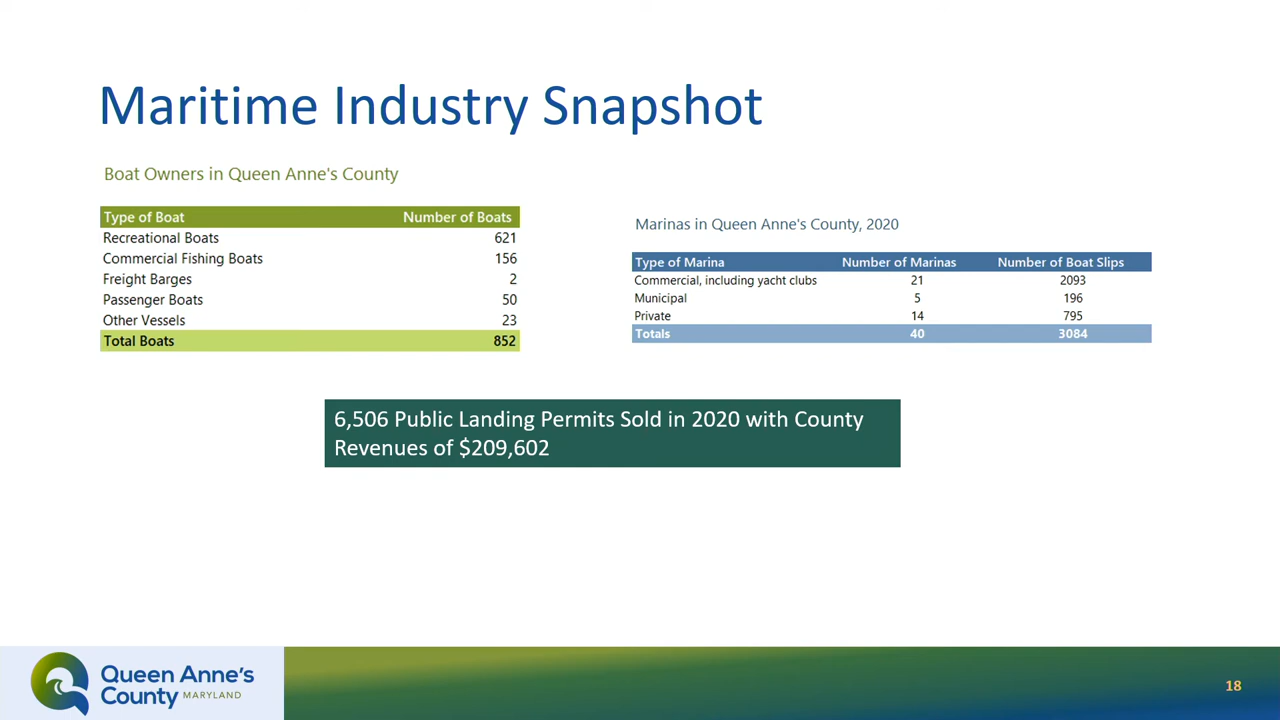 Maritime Industry Snapshot
Boat Owners in Queen Anne's County
Type of Boat Number of Boats
Recreational Boats 621
Commercial Fishing Boats 156
Freight Barges 2
Passenger Boats 50
Other Vessels 23
Total Boats 852
Marinas in Queen Anne's County, 2020
Type of Marina Number of Marinas Number of Boat Slips
Commercial, including yacht clubs 21 2093
Municipal 5 196
Private 14 795
Totals 40 3084
6,506 Public Landing Permits Sold in 2020 with County
Revenues of $209,602
Queen Anne's
County MARYLAND
18